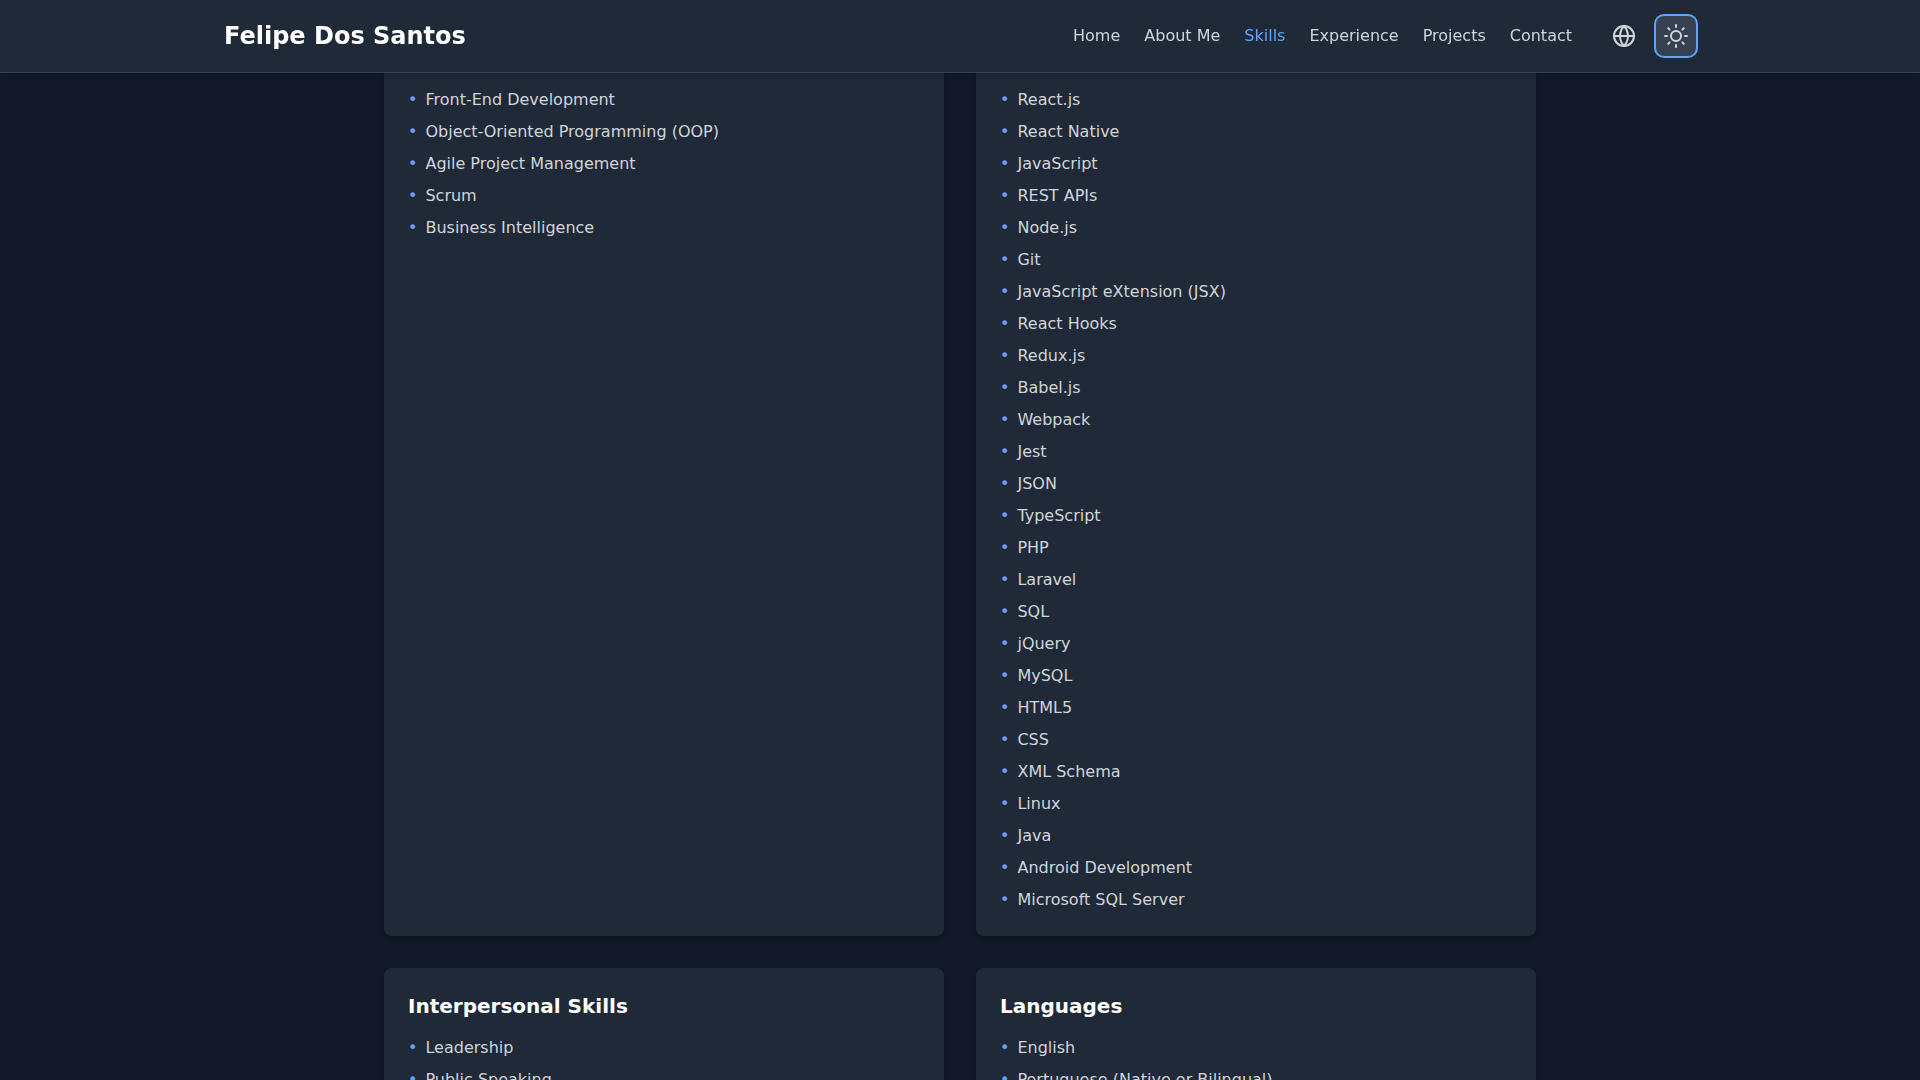 Felipe Dos Santos
Home
About Me
Skills
Experience
Projects
Contact
• Front-End Development
• Object-Oriented Programming (OOP)
• Agile Project Management
• Scrum
• Business Intelligence
• React.js
• React Native
• JavaScript
• REST APIs
• Node.js
• Git
• JavaScript eXtension (JSX)
• React Hooks
• Redux.js
• Babel.js
• Webpack
• Jest
• JSON
• TypeScript
• PHP
• Laravel
• SQL
• jQuery
• MySQL
• HTML5
• CSS
• XML Schema
• Linux
• Java
• Android Development
• Microsoft SQL Server
Interpersonal Skills
• Leadership
• Public Speaking
Languages
• English
• Portuguese (Native or Bilingual)